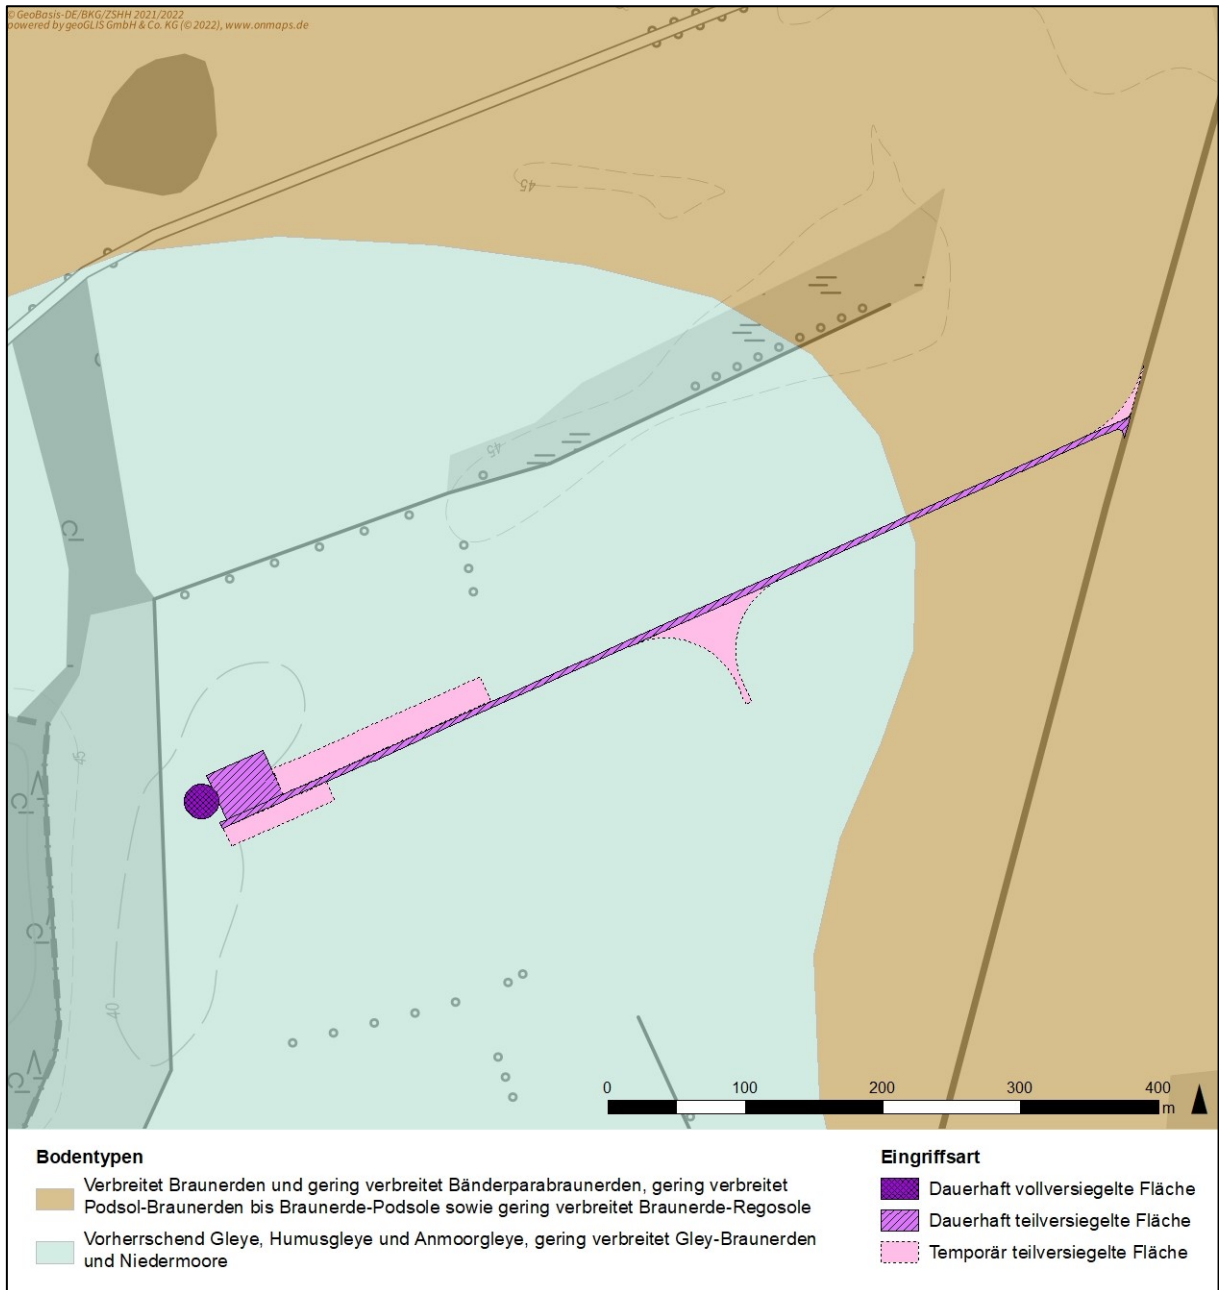 © GeoBasis-DE/BKG/ZSHH 2021/2022
powered by geoGLIS GmbH & Co. KG (©2022), www.onmaps.de
45
45
45
40
0 100 200 300 400
m
Bodentypen
Verbreitet Braunerden und gering verbreitet Bänderparabraunerden, gering verbreitet
Podsol-Braunerden bis Braunerde-Podsole sowie gering verbreitet Braunerde-Regosole
Vorherrschend Gleye, Humusgleye und Anmoorgleye, gering verbreitet Gley-Braunerden
und Niedermoore
Eingriffsart
Dauerhaft vollversiegelte Fläche
Dauerhaft teilversiegelte Fläche
Temporär teilversiegelte Fläche